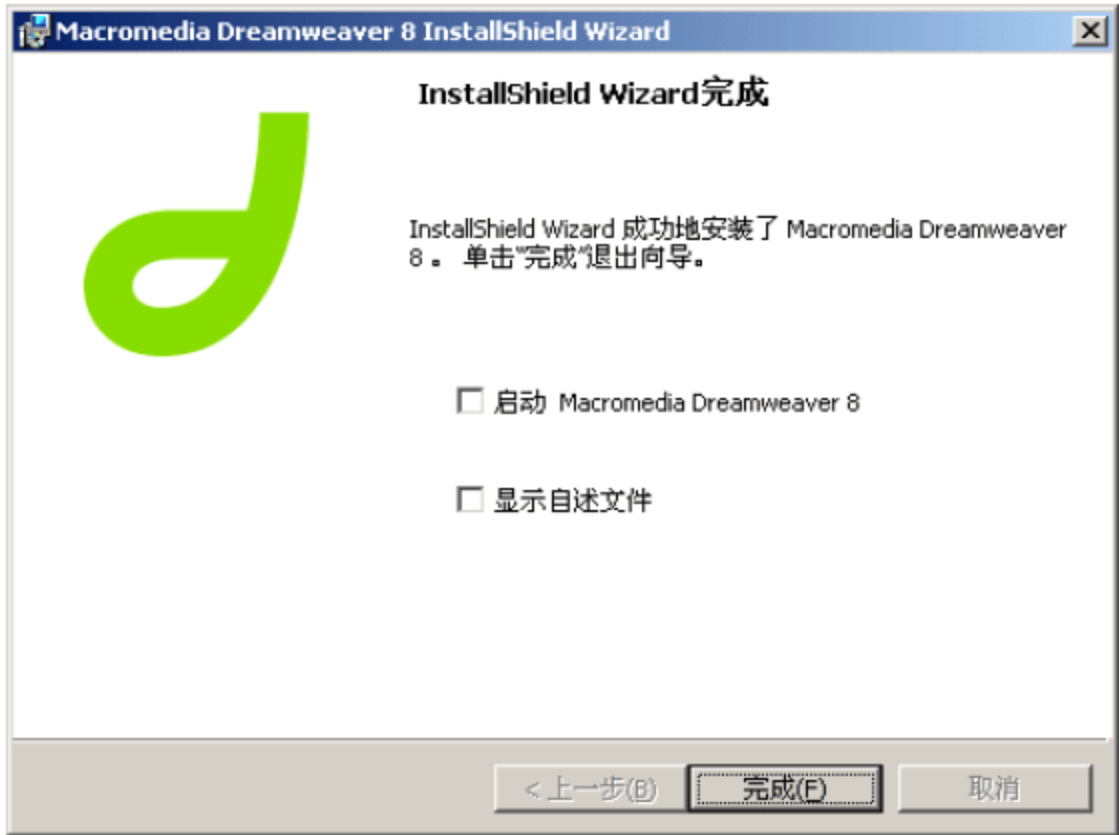 Macromedia Dreamweaver 8 InstallShield Wizard
InstallShield Wizard完成
InstallShield Wizard 成功地安装了 Macromedia Dreamweaver
8 。 单击"完成"退出向导。
启动 Macromedia Dreamweaver 8
显示自述文件
< 上一步(B) 完成(F) 取消